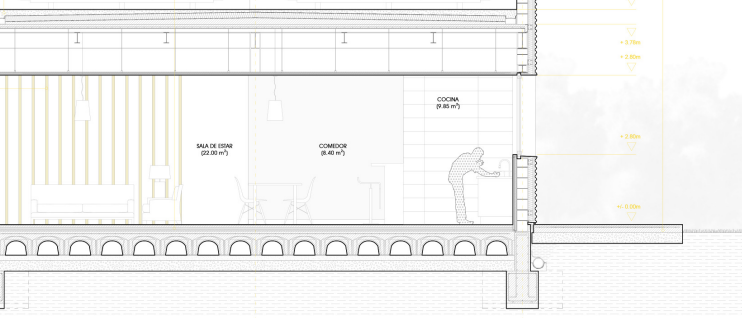 + 3.75m
+ 2.80m
COCINA
(9.85 m²)
SALA DE ESTAR
(22.00 m²)
COMEDOR
(8.40 m²)
+ 2.80m
+/- 0.00m